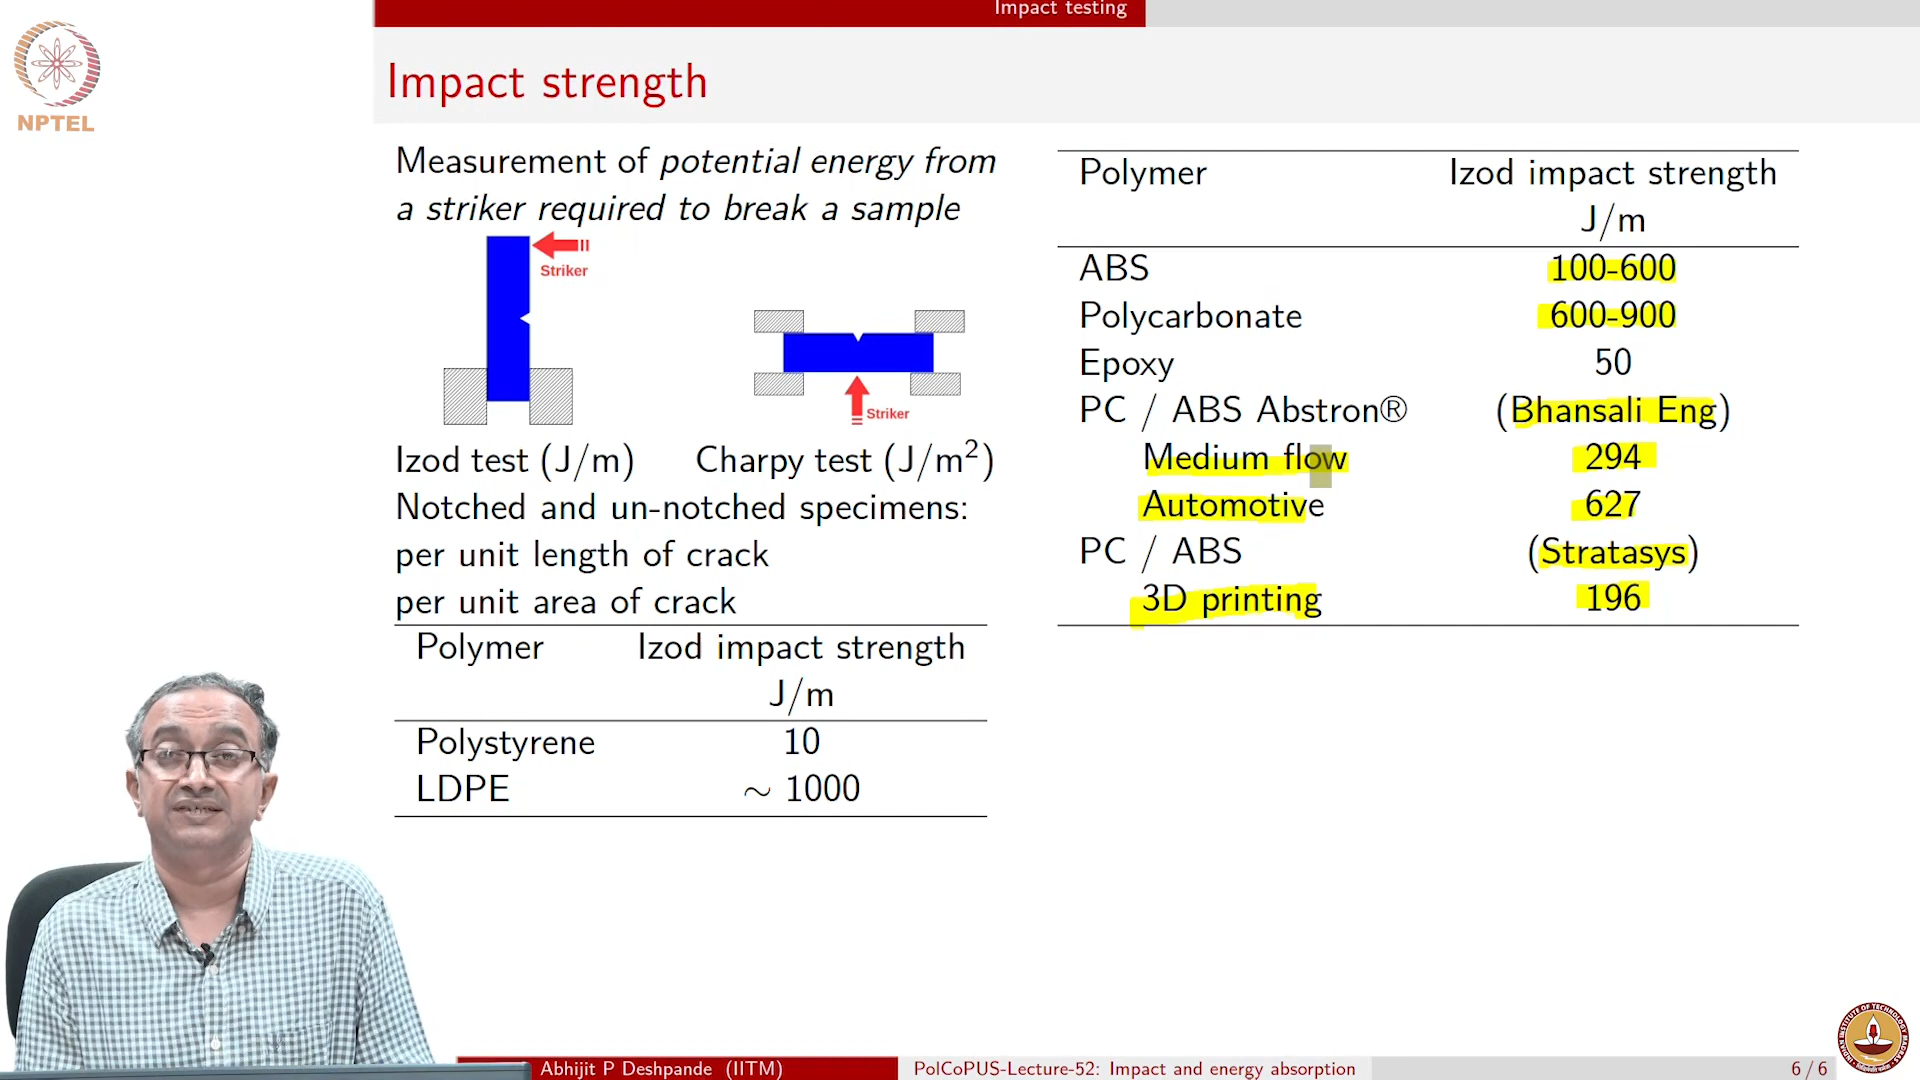 Impact testing
NPTEL
Impact strength
Measurement of potential energy from
a striker required to break a sample
Striker
Striker
Izod test (J/m) Charpy test (J/m²)
Notched and un-notched specimens:
per unit length of crack
per unit area of crack
Polymer Izod impact strength
J/m
Polystyrene 10
LDPE ∼ 1000
Polymer Izod impact strength
J/m
ABS 100-600
Polycarbonate 600-900
Epoxy 50
PC / ABS Abstron® (Bhansali Eng)
Medium flow 294
Automotive 627
PC / ABS (Stratasys)
3D printing 196
Abhijit P Deshpande (IITM) PolCoPUS-Lecture-52: Impact and energy absorption 6 / 6